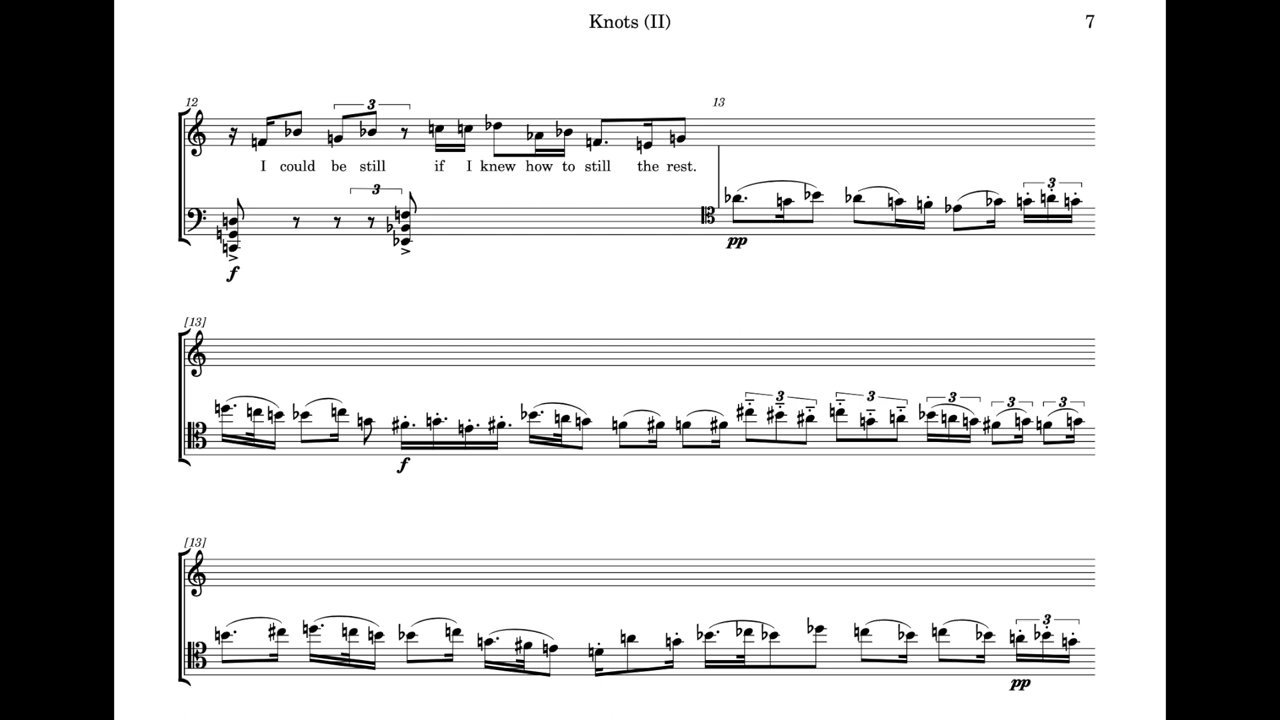 Knots (II) 7
12 3 13
I could be still if I knew how to still the rest.
3 3
f pp
[13]
3 3 3 3 3
f
[13]
3
pp